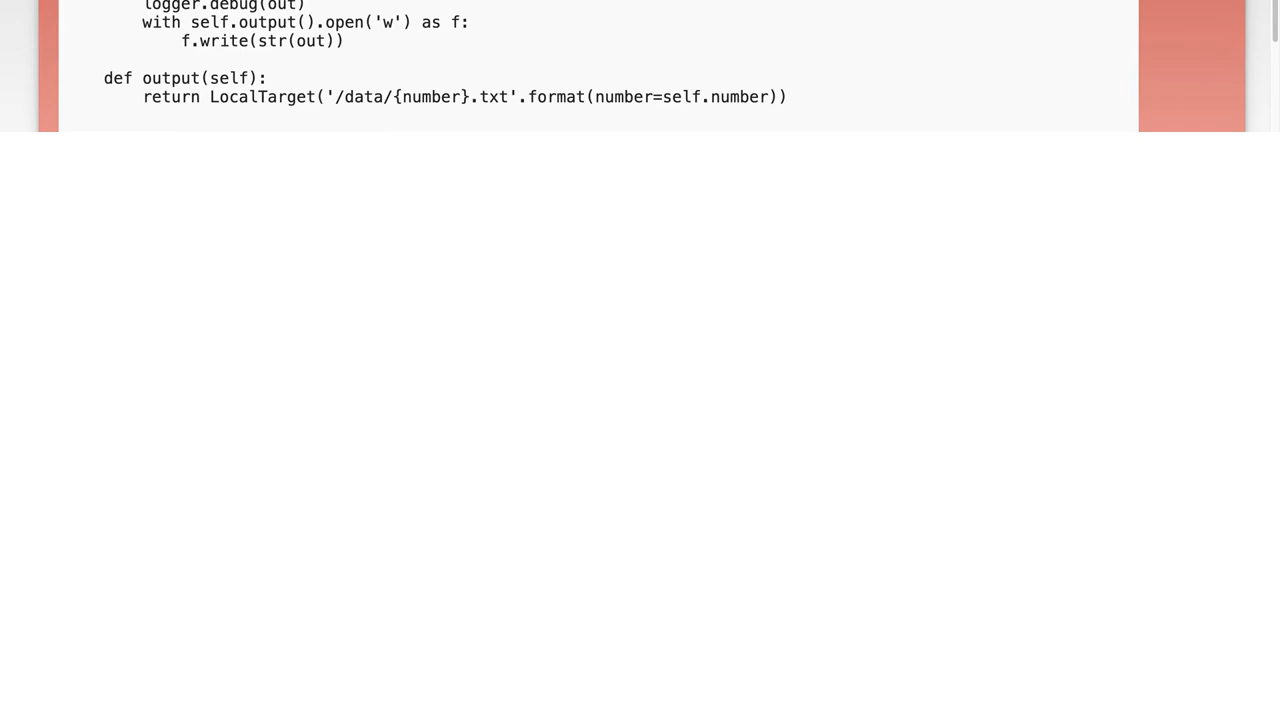 logger.debug(out)
with self.output().open('w') as f:
f.write(str(out))
def output(self):
return LocalTarget('/data/{number}.txt'.format(number=self.number))